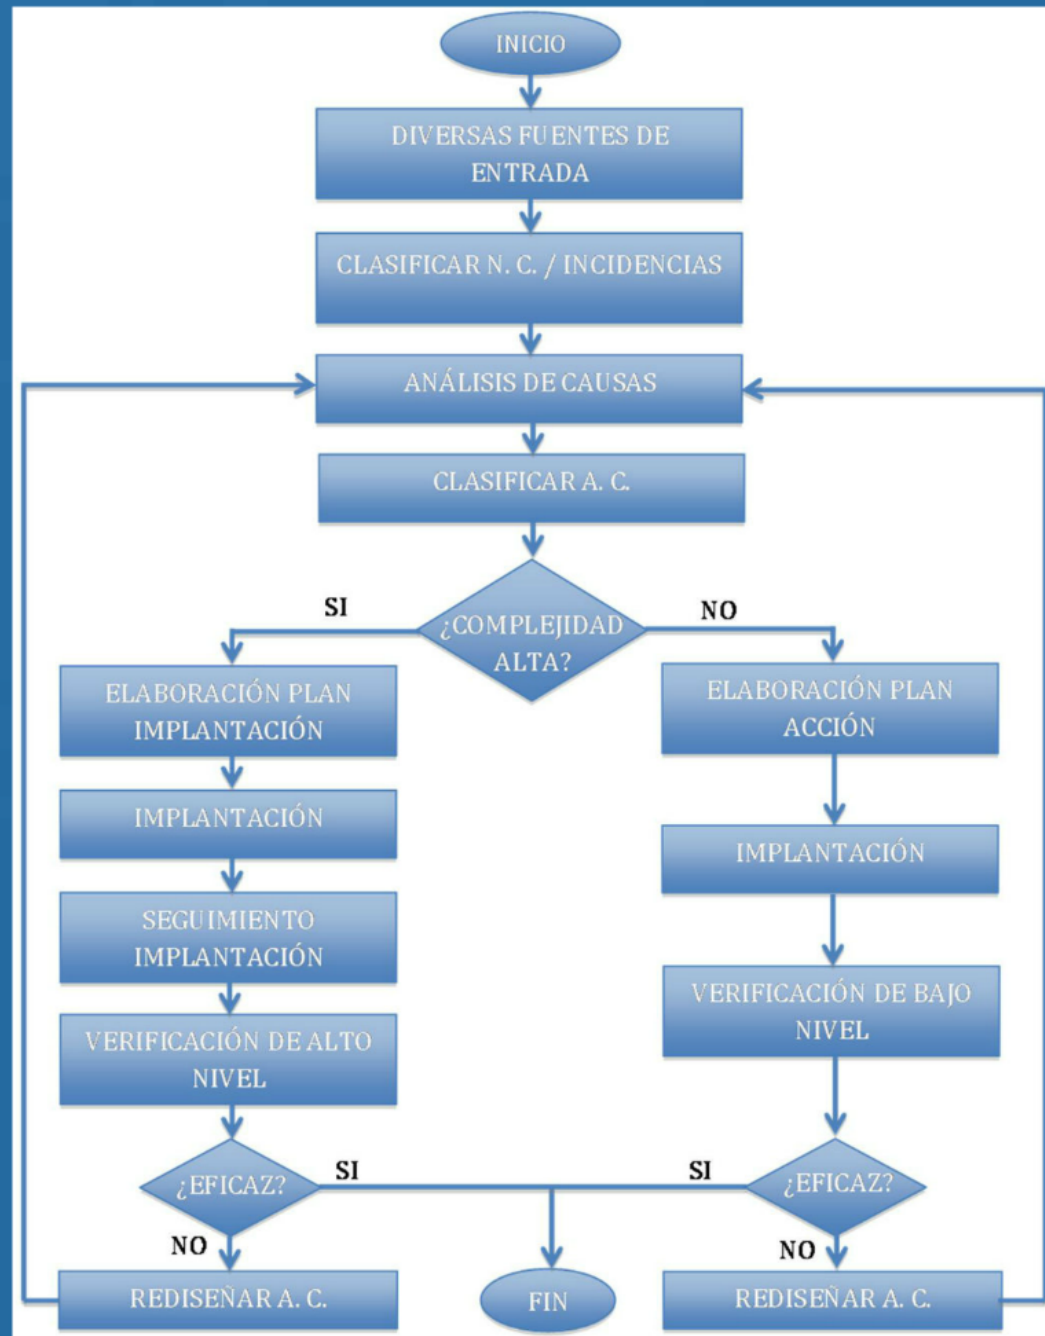 INICIO
DIVERSAS FUENTES DE
ENTRADA
CLASIFICAR N. C. / INCIDENCIAS
ANÁLISIS DE CAUSAS
CLASIFICAR A. C.
¿COMPLEJIDAD
ALTA?
SI
NO
ELABORACIÓN PLAN
IMPLANTACIÓN
IMPLANTACIÓN
SEGUIMIENTO
IMPLANTACIÓN
VERIFICACIÓN DE ALTO
NIVEL
¿EFICAZ?
SI
NO
REDISEÑAR A. C.
ELABORACIÓN PLAN
ACCIÓN
IMPLANTACIÓN
VERIFICACIÓN DE BAJO
NIVEL
¿EFICAZ?
SI
NO
REDISEÑAR A. C.
FIN